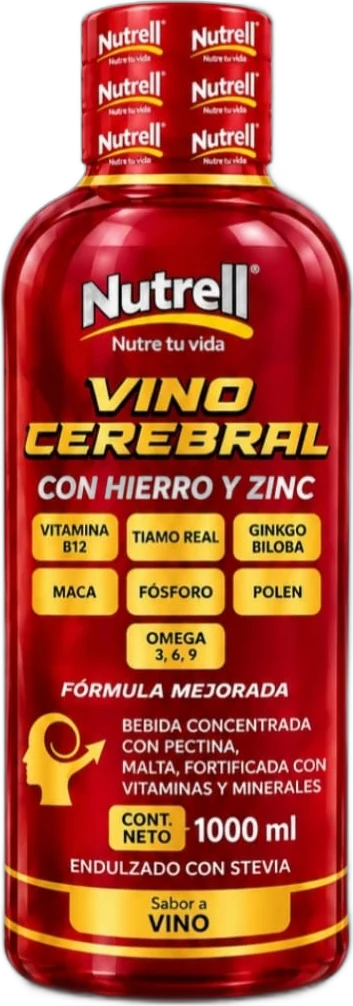 Nutrell® Nutrell®
Nutre tu vida Nutre tu vida
Nutrell® Nutrell®
Nutre tu vida Nutre tu vida
Nutrell® Nutrell®
Nutre tu vida Nutre tu vida
Nutrell®
Nutre tu vida
VINO
CEREBRAL
CON HIERRO Y ZINC
VITAMINA
B12
TIAMO REAL
GINKGO
BILOBA
MACA
FÓSFORO
POLEN
OMEGA
3, 6, 9
FÓRMULA MEJORADA
BEBIDA CONCENTRADA
CON PECTINA,
MALTA, FORTIFICADA CON
VITAMINAS Y MINERALES
CONT.
NETO
1000 ml
ENDULZADO CON STEVIA
Sabor a
VINO